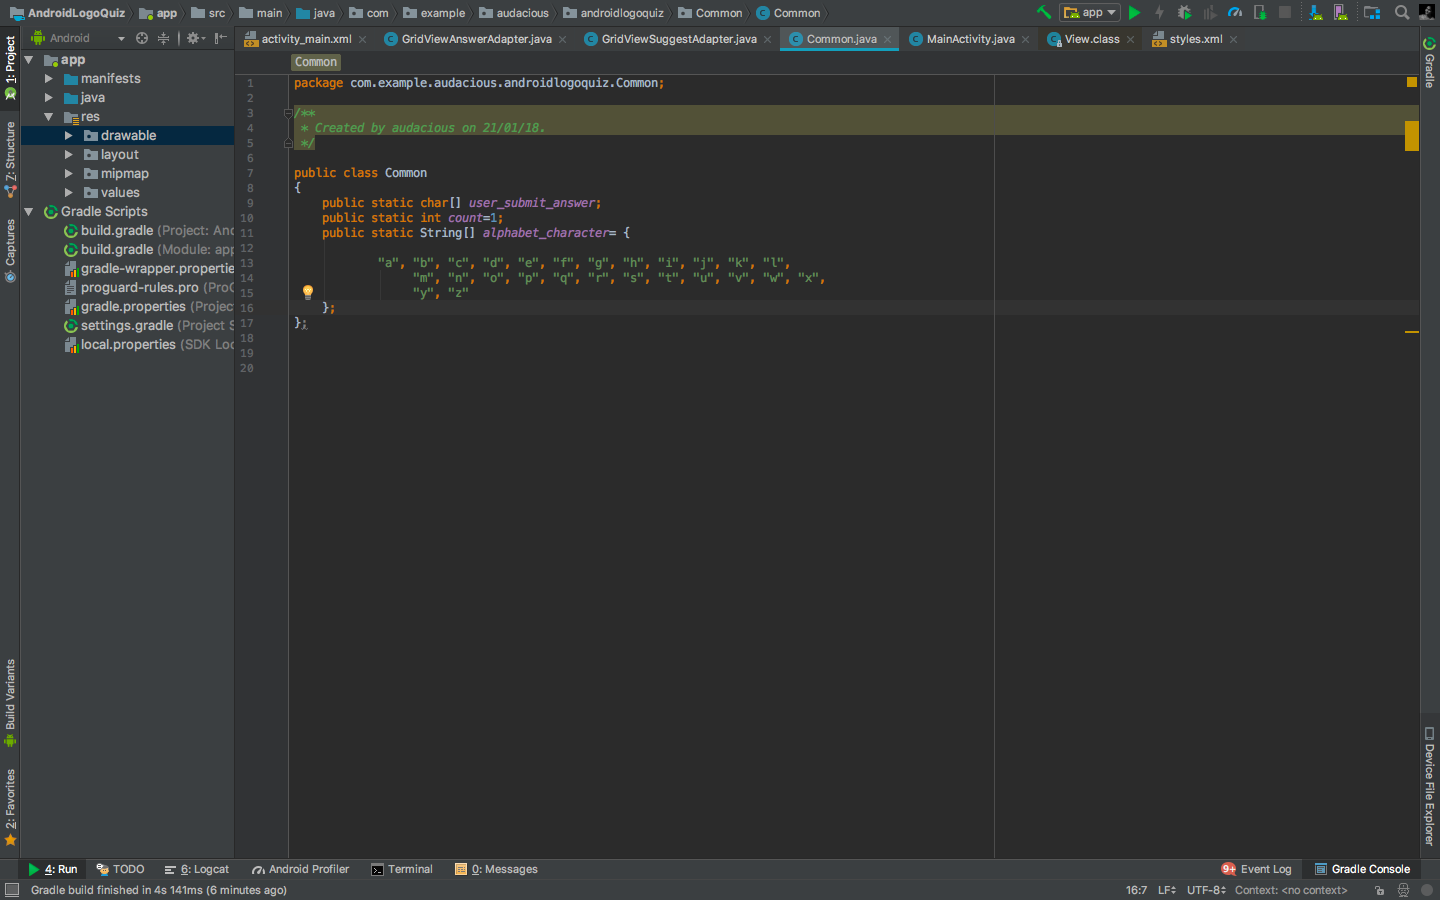 AndroidLogoQuiz app src main java com example audacious androidlogoquiz Common Common app
1: Project
Android
activity_main.xml GridViewAnswerAdapter.java GridViewSuggestAdapter.java Common.java MainActivity.java View.class styles.xml
Gradle
app
manifests
java
res
drawable
layout
mipmap
values
Gradle Scripts
build.gradle (Project: And
build.gradle (Module: app
gradle-wrapper.propertie
proguard-rules.pro (ProG
gradle.properties (Project
settings.gradle (Project S
local.properties (SDK Loc
7: Structure
Captures
Build Variants
2: Favorites
Common
1 package com.example.audacious.androidlogoquiz.Common;
2
3 /**
4 * Created by audacious on 21/01/18.
5 */
6
7 public class Common
8 {
9 public static char[] user_submit_answer;
10 public static int count=1;
11 public static String[] alphabet_character= {
12
13 "a", "b", "c", "d", "e", "f", "g", "h", "i", "j", "k", "l",
14 "m", "n", "o", "p", "q", "r", "s", "t", "u", "v", "w", "x",
15 "y", "z"
16 };
17 };
18
19
20
Device File Explorer
4: Run TODO 6: Logcat Android Profiler Terminal 0: Messages 9+ Event Log Gradle Console
Gradle build finished in 4s 141ms (6 minutes ago) 16:7 LF UTF-8 Context: <no context>